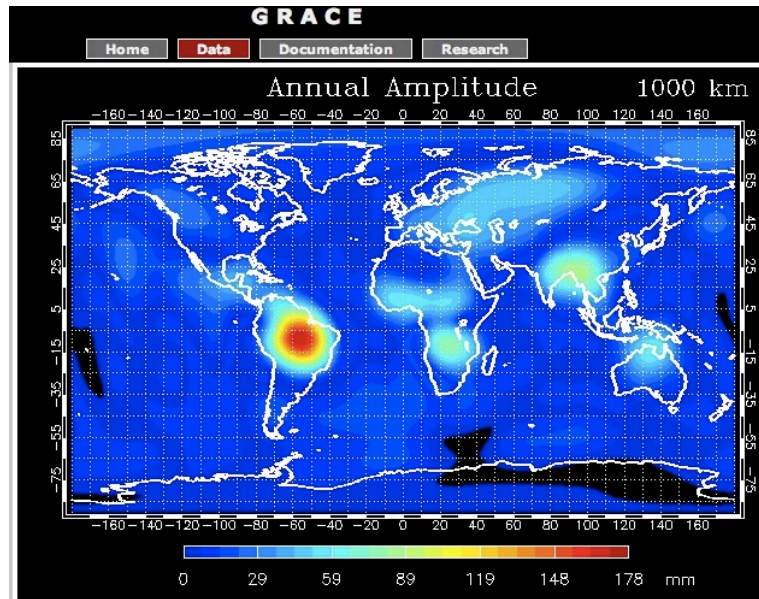 GRACE
Home Data Documentation Research
Annual Amplitude 1000 km
-160 -140 -120 -100 -80 -60 -40 -20 0 20 40 60 80 100 120 140 160
85 85
65 65
45 45
25 25
5 5
-15 -15
-35 -35
-55 -55
-75 -75
-160 -140 -120 -100 -80 -60 -40 -20 0 20 40 60 80 100 120 140 160
0 29 59 89 119 148 178 mm